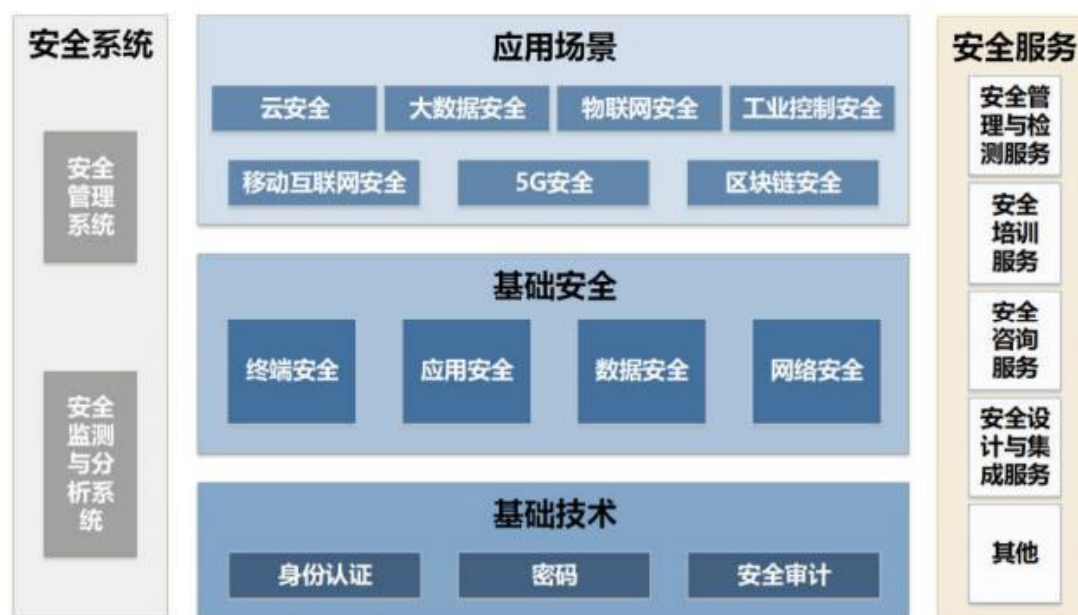 安全系统
安全
管理
系统
安全
监测
与分
析系
统
应用场景
云安全
大数据安全
物联网安全
工业控制安全
移动互联网安全
5G安全
区块链安全
基础安全
终端安全
应用安全
数据安全
网络安全
基础技术
身份认证
密码
安全审计
安全服务
安全管
理与检
测服务
安全
培训
服务
安全
咨询
服务
安全设
计与集
成服务
其他